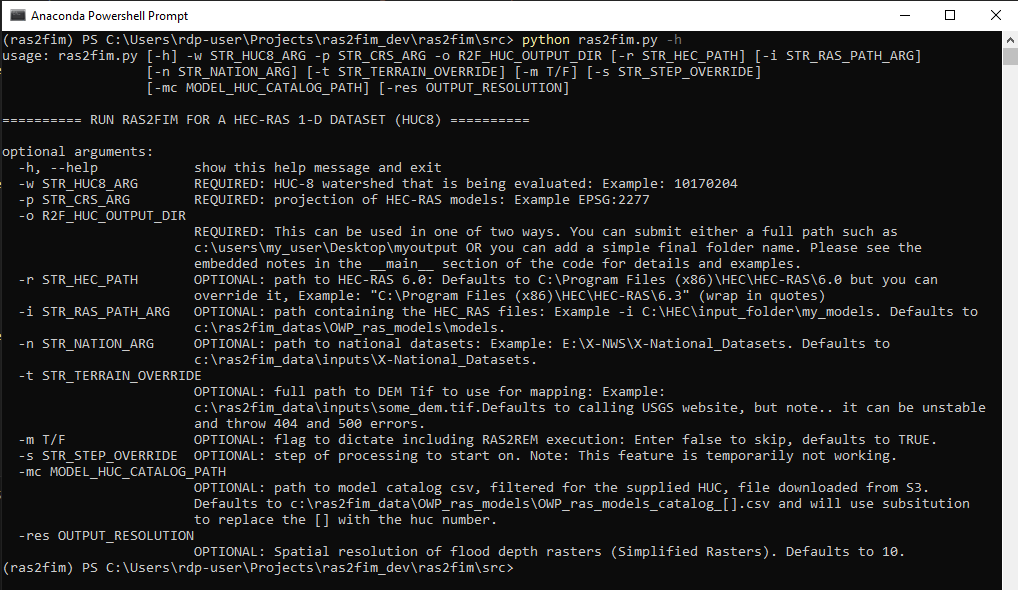 Anaconda Powershell Prompt
(ras2fim) PS C:\Users\rdp-user\Projects\ras2fim_dev\ras2fim\src> python ras2fim.py -h
usage: ras2fim.py [-h] -w STR_HUC8_ARG -p STR_CRS_ARG -o R2F_HUC_OUTPUT_DIR [-r STR_HEC_PATH] [-i STR_RAS_PATH_ARG]
[-n STR_NATION_ARG] [-t STR_TERRAIN_OVERRIDE] [-m T/F] [-s STR_STEP_OVERRIDE]
[-mc MODEL_HUC_CATALOG_PATH] [-res OUTPUT_RESOLUTION]
========== RUN RAS2FIM FOR A HEC-RAS 1-D DATASET (HUC8) ==========
optional arguments:
-h, --help show this help message and exit
-w STR_HUC8_ARG REQUIRED: HUC-8 watershed that is being evaluated: Example: 10170204
-p STR_CRS_ARG REQUIRED: projection of HEC-RAS models: Example EPSG:2277
-o R2F_HUC_OUTPUT_DIR
REQUIRED: This can be used in one of two ways. You can submit either a full path such as
c:\users\my_user\Desktop\myoutput OR you can add a simple final folder name. Please see the
embedded notes in the __main__ section of the code for details and examples.
-r STR_HEC_PATH OPTIONAL: path to HEC-RAS 6.0: Defaults to C:\Program Files (x86)\HEC\HEC-RAS\6.0 but you can
override it, Example: "C:\Program Files (x86)\HEC\HEC-RAS\6.3" (wrap in quotes)
-i STR_RAS_PATH_ARG OPTIONAL: path containing the HEC_RAS files: Example -i C:\HEC\input_folder\my_models. Defaults to
c:\ras2fim_datas\OWP_ras_models\models.
-n STR_NATION_ARG OPTIONAL: path to national datasets: Example: E:\X-NWS\X-National_Datasets. Defaults to
c:\ras2fim_data\inputs\X-National_Datasets.
-t STR_TERRAIN_OVERRIDE
OPTIONAL: full path to DEM Tif to use for mapping: Example:
c:\ras2fim_data\inputs\some_dem.tif.Defaults to calling USGS website, but note.. it can be unstable
and throw 404 and 500 errors.
-m T/F OPTIONAL: flag to dictate including RAS2REM execution: Enter false to skip, defaults to TRUE.
-s STR_STEP_OVERRIDE OPTIONAL: step of processing to start on. Note: This feature is temporarily not working.
-mc MODEL_HUC_CATALOG_PATH
OPTIONAL: path to model catalog csv, filtered for the supplied HUC, file downloaded from S3.
Defaults to c:\ras2fim_data\OWP_ras_models\OWP_ras_models_catalog_[].csv and will use subsitution
to replace the [] with the huc number.
-res OUTPUT_RESOLUTION
OPTIONAL: Spatial resolution of flood depth rasters (Simplified Rasters). Defaults to 10.
(ras2fim) PS C:\Users\rdp-user\Projects\ras2fim_dev\ras2fim\src>